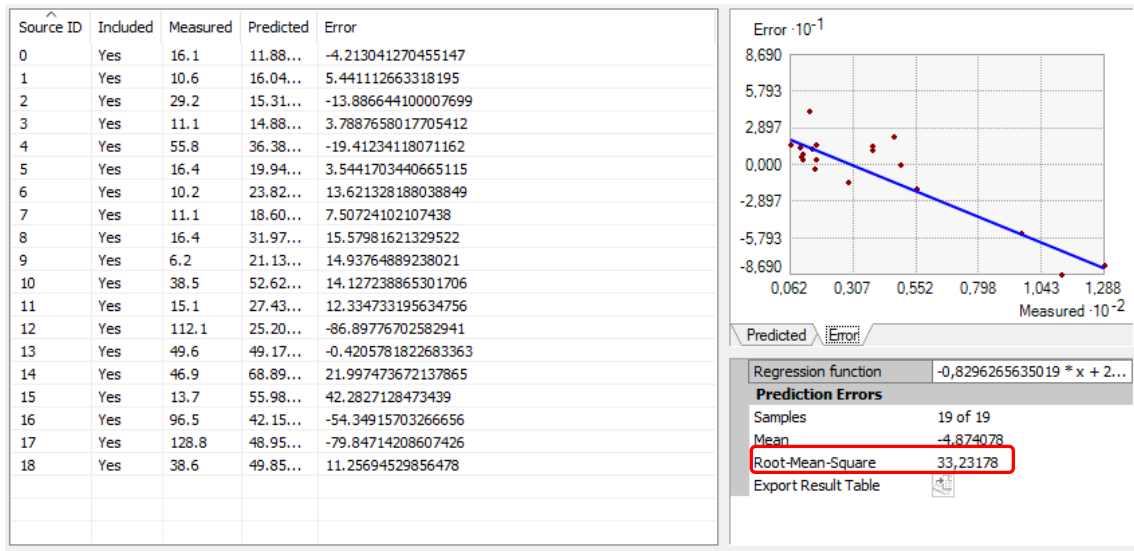 Source ID Included Measured Predicted Error
0 Yes 16.1 11.88... -4.213041270455147
1 Yes 10.6 16.04... 5.441112663318195
2 Yes 29.2 15.31... -13.886644100007699
3 Yes 11.1 14.88... 3.7887658017705412
4 Yes 55.8 36.38... -19.41234118071162
5 Yes 16.4 19.94... 3.5441703440665115
6 Yes 10.2 23.82... 13.621328188038849
7 Yes 11.1 18.60... 7.50724102107438
8 Yes 16.4 31.97... 15.57981621329522
9 Yes 6.2 21.13... 14.93764889238021
10 Yes 38.5 52.62... 14.127238865301706
11 Yes 15.1 27.43... 12.334733195634756
12 Yes 112.1 25.20... -86.89776702582941
13 Yes 49.6 49.17... -0.4205781822683363
14 Yes 46.9 68.89... 21.997473672137865
15 Yes 13.7 55.98... 42.2827128473439
16 Yes 96.5 42.15... -54.34915703266656
17 Yes 128.8 48.95... -79.84714208607426
18 Yes 38.6 49.85... 11.25694529856478
Error ·10-1
8,690
5,793
2,897
0,000
-2,897
-5,793
-8,690
0,062 0,307 0,552 0,798 1,043 1,288
Measured ·10-2
Predicted Error
Regression function -0,8296265635019 * x + 2...
Prediction Errors
Samples 19 of 19
Mean -4,874078
Root-Mean-Square 33,23178
Export Result Table